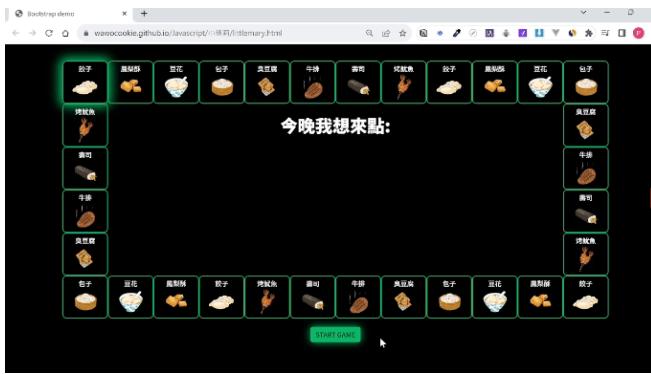 Bootstrap demo
餃子 鳳梨酥 豆花 包子 臭豆腐 牛排 壽司 烤魷魚 餃子 鳳梨酥 豆花 包子
烤魷魚 臭豆腐
今晚我想來點:
壽司 牛排
牛排 壽司
臭豆腐 烤魷魚
包子 豆花 鳳梨酥 餃子 烤魷魚 壽司 牛排 臭豆腐 包子 豆花 鳳梨酥 餃子
START GAME